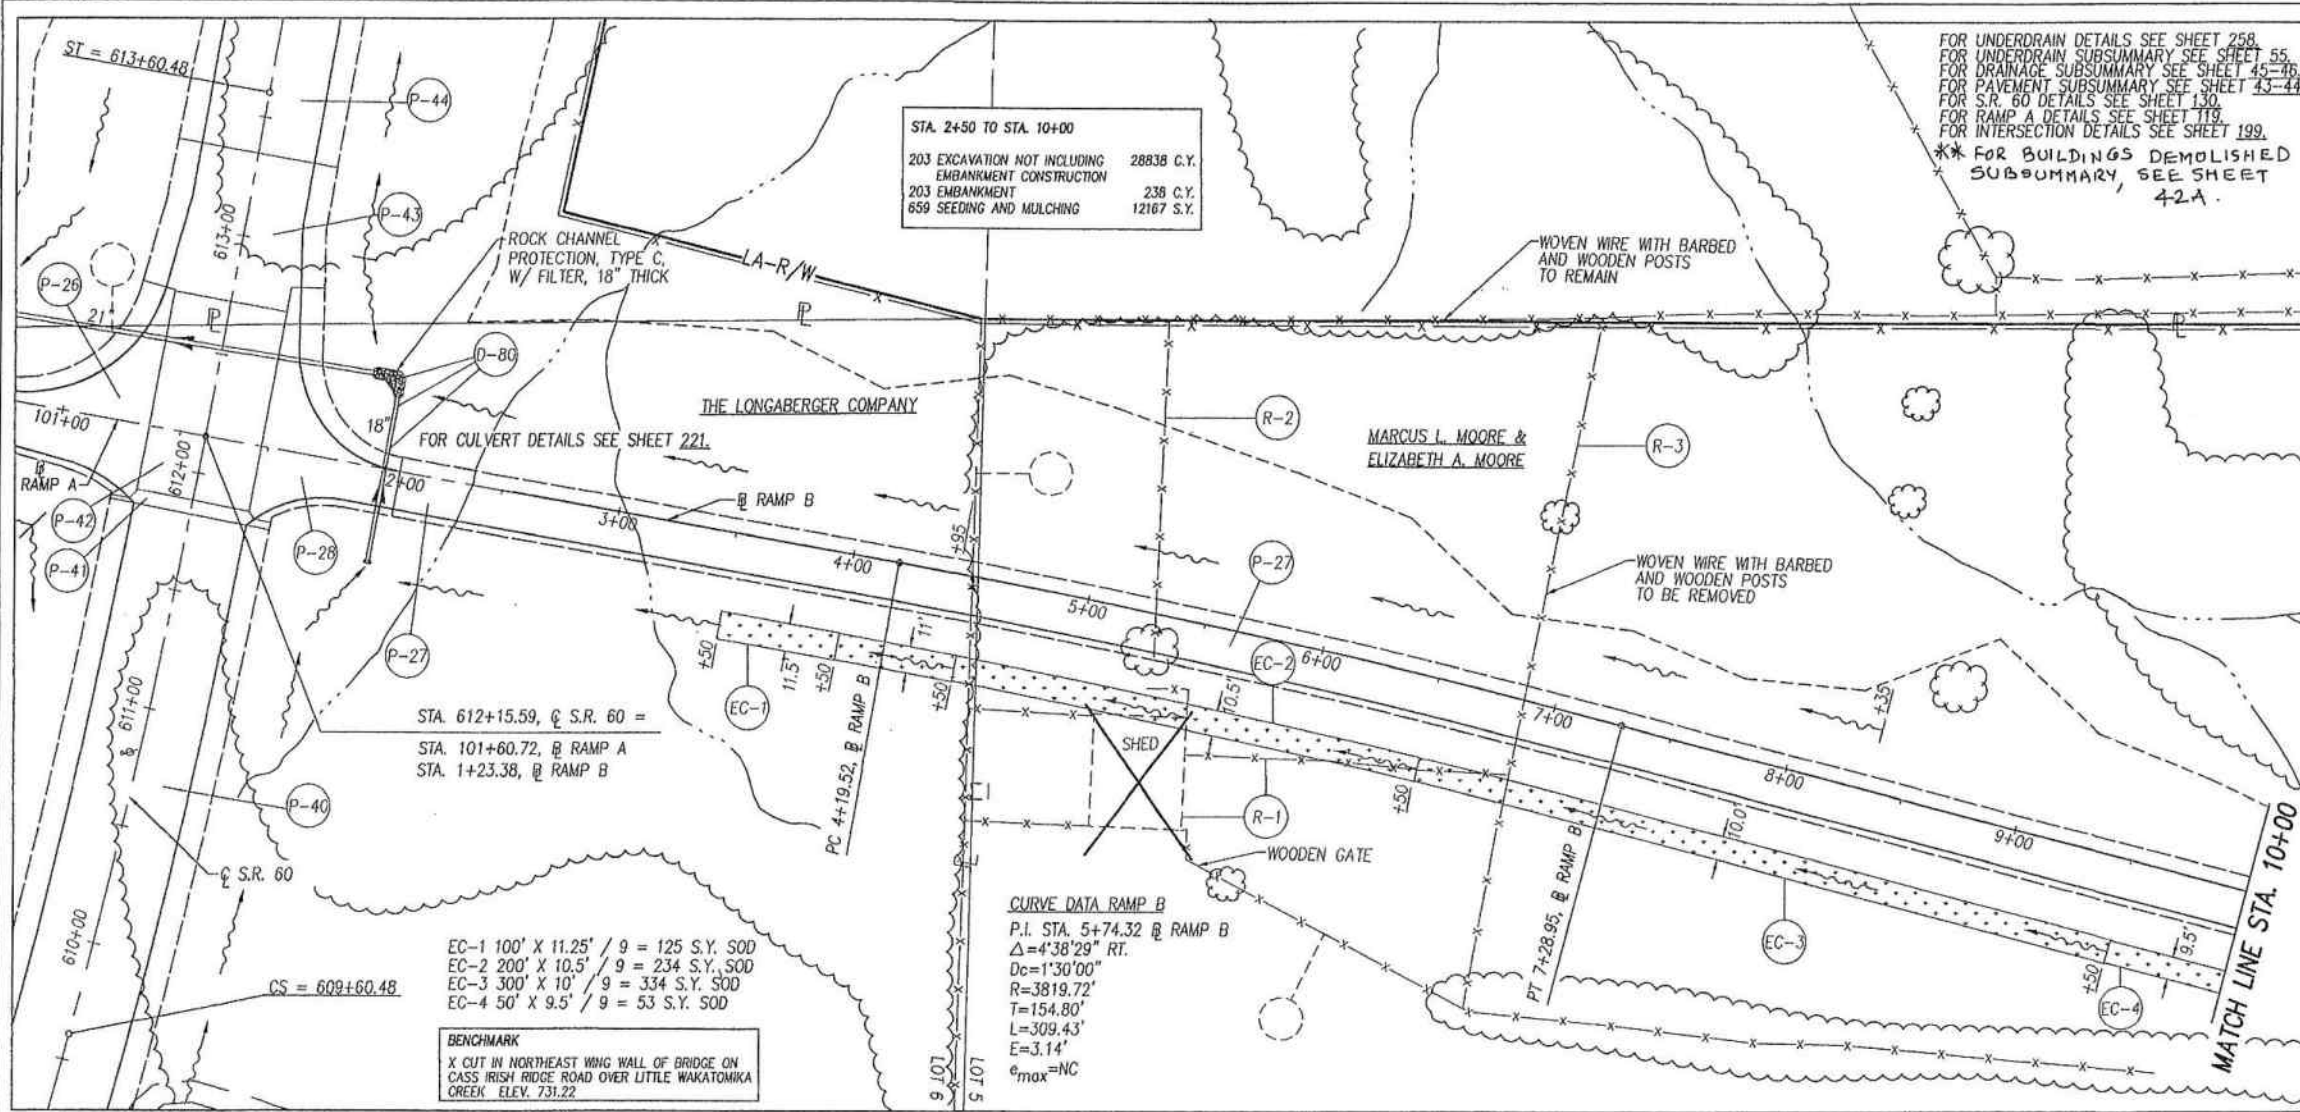 ST = 613+60.48
P-44
P-43
613+00
P-26
21"
ROCK CHANNEL
PROTECTION, TYPE C,
W/ FILTER, 18" THICK
STA. 2+50 TO STA. 10+00
203 EXCAVATION NOT INCLUDING 28838 C.Y.
EMBANKMENT CONSTRUCTION
203 EMBANKMENT 238 C.Y.
659 SEEDING AND MULCHING 12167 S.Y.
FOR UNDERDRAIN DETAILS SEE SHEET 258.
FOR UNDERDRAIN SUBSUMMARY SEE SHEET 55.
FOR DRAINAGE SUBSUMMARY SEE SHEET 45-46.
FOR PAVEMENT SUBSUMMARY SEE SHEET 43-44
FOR S.R. 60 DETAILS SEE SHEET 130.
FOR RAMP A DETAILS SEE SHEET 119.
FOR INTERSECTION DETAILS SEE SHEET 199.
** FOR BUILDINGS DEMOLISHED
SUBSUMMARY, SEE SHEET
42A.
LA-R/W
WOVEN WIRE WITH BARBED
AND WOODEN POSTS
TO REMAIN
PL
PL
PL
D-80
101+00
18"
THE LONGABERGER COMPANY
FOR CULVERT DETAILS SEE SHEET 221.
R-2
MARCUS L. MOORE &
ELIZABETH A. MOORE
R-3
BL
RAMP A
612+00
2+00
BL RAMP B
P-42
P-41
P-28
3+00
4+00
+95
5+00
P-27
WOVEN WIRE WITH BARBED
AND WOODEN POSTS
TO BE REMOVED
P-27
+50
EC-1
11.5'
+50
11'
+50
10.5'
EC-2
6+00
7+00
+35
8+00
9+00
611+00
STA. 612+15.59, CL S.R. 60 =
STA. 101+60.72, BL RAMP A
STA. 1+23.38, BL RAMP B
PC 4+19.52, BL RAMP B
SHED
R-1
WOODEN GATE
+50
10.0'
P-40
CL S.R. 60
610+00
CS = 609+60.48
EC-1 100' X 11.25' / 9 = 125 S.Y. SOD
EC-2 200' X 10.5' / 9 = 234 S.Y. SOD
EC-3 300' X 10' / 9 = 334 S.Y. SOD
EC-4 50' X 9.5' / 9 = 53 S.Y. SOD
BENCHMARK
X CUT IN NORTHEAST WING WALL OF BRIDGE ON
CASS IRISH RIDGE ROAD OVER LITTLE WAKATOMIKA
CREEK ELEV. 731.22
LOT 6
LOT 5
CURVE DATA RAMP B
P.I. STA. 5+74.32 BL RAMP B
Δ=4°38'29" RT.
Dc=1°30'00"
R=3819.72'
T=154.80'
L=309.43'
E=3.14'
emax=NC
PT 7+28.95, BL RAMP B
EC-3
+50
9.5'
EC-4
MATCH LINE STA. 10+00